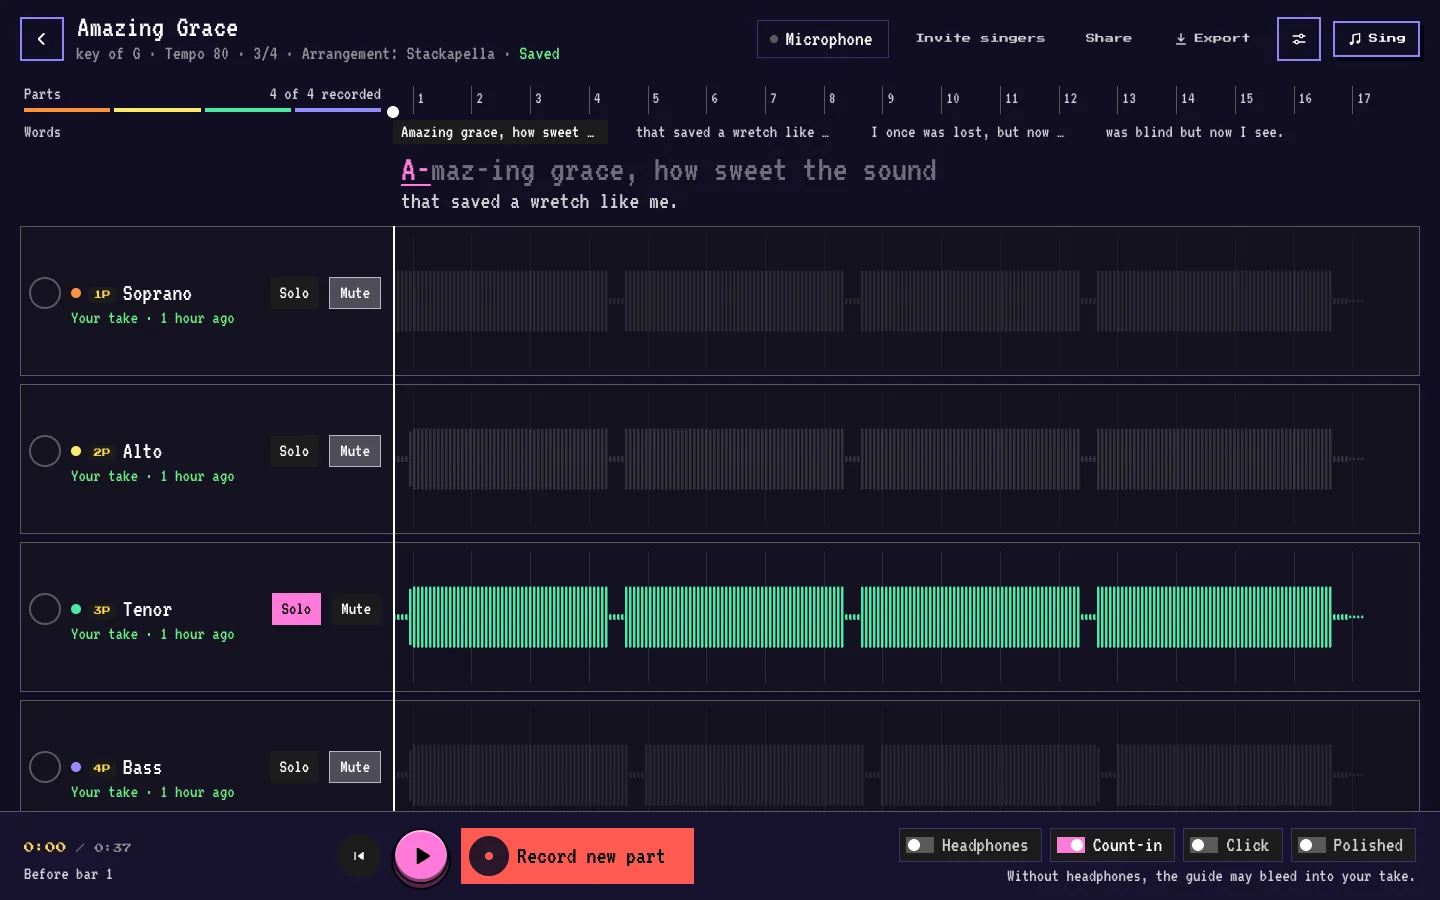 Amazing Grace
key of G · Tempo 80 · 3/4 · Arrangement: Stackapella · Saved
Microphone
Invite singers
Share
Export
Sing
Parts
4 of 4 recorded
1 2 3 4 5 6 7 8 9 10 11 12 13 14 15 16 17
Words
Amazing grace, how sweet …
that saved a wretch like …
I once was lost, but now …
was blind but now I see.
A-maz-ing grace, how sweet the sound
that saved a wretch like me.
1P Soprano
Solo
Mute
Your take · 1 hour ago
2P Alto
Solo
Mute
Your take · 1 hour ago
3P Tenor
Solo
Mute
Your take · 1 hour ago
4P Bass
Solo
Mute
Your take · 1 hour ago
0:00 / 0:37
Before bar 1
Record new part
Headphones
Count-in
Click
Polished
Without headphones, the guide may bleed into your take.